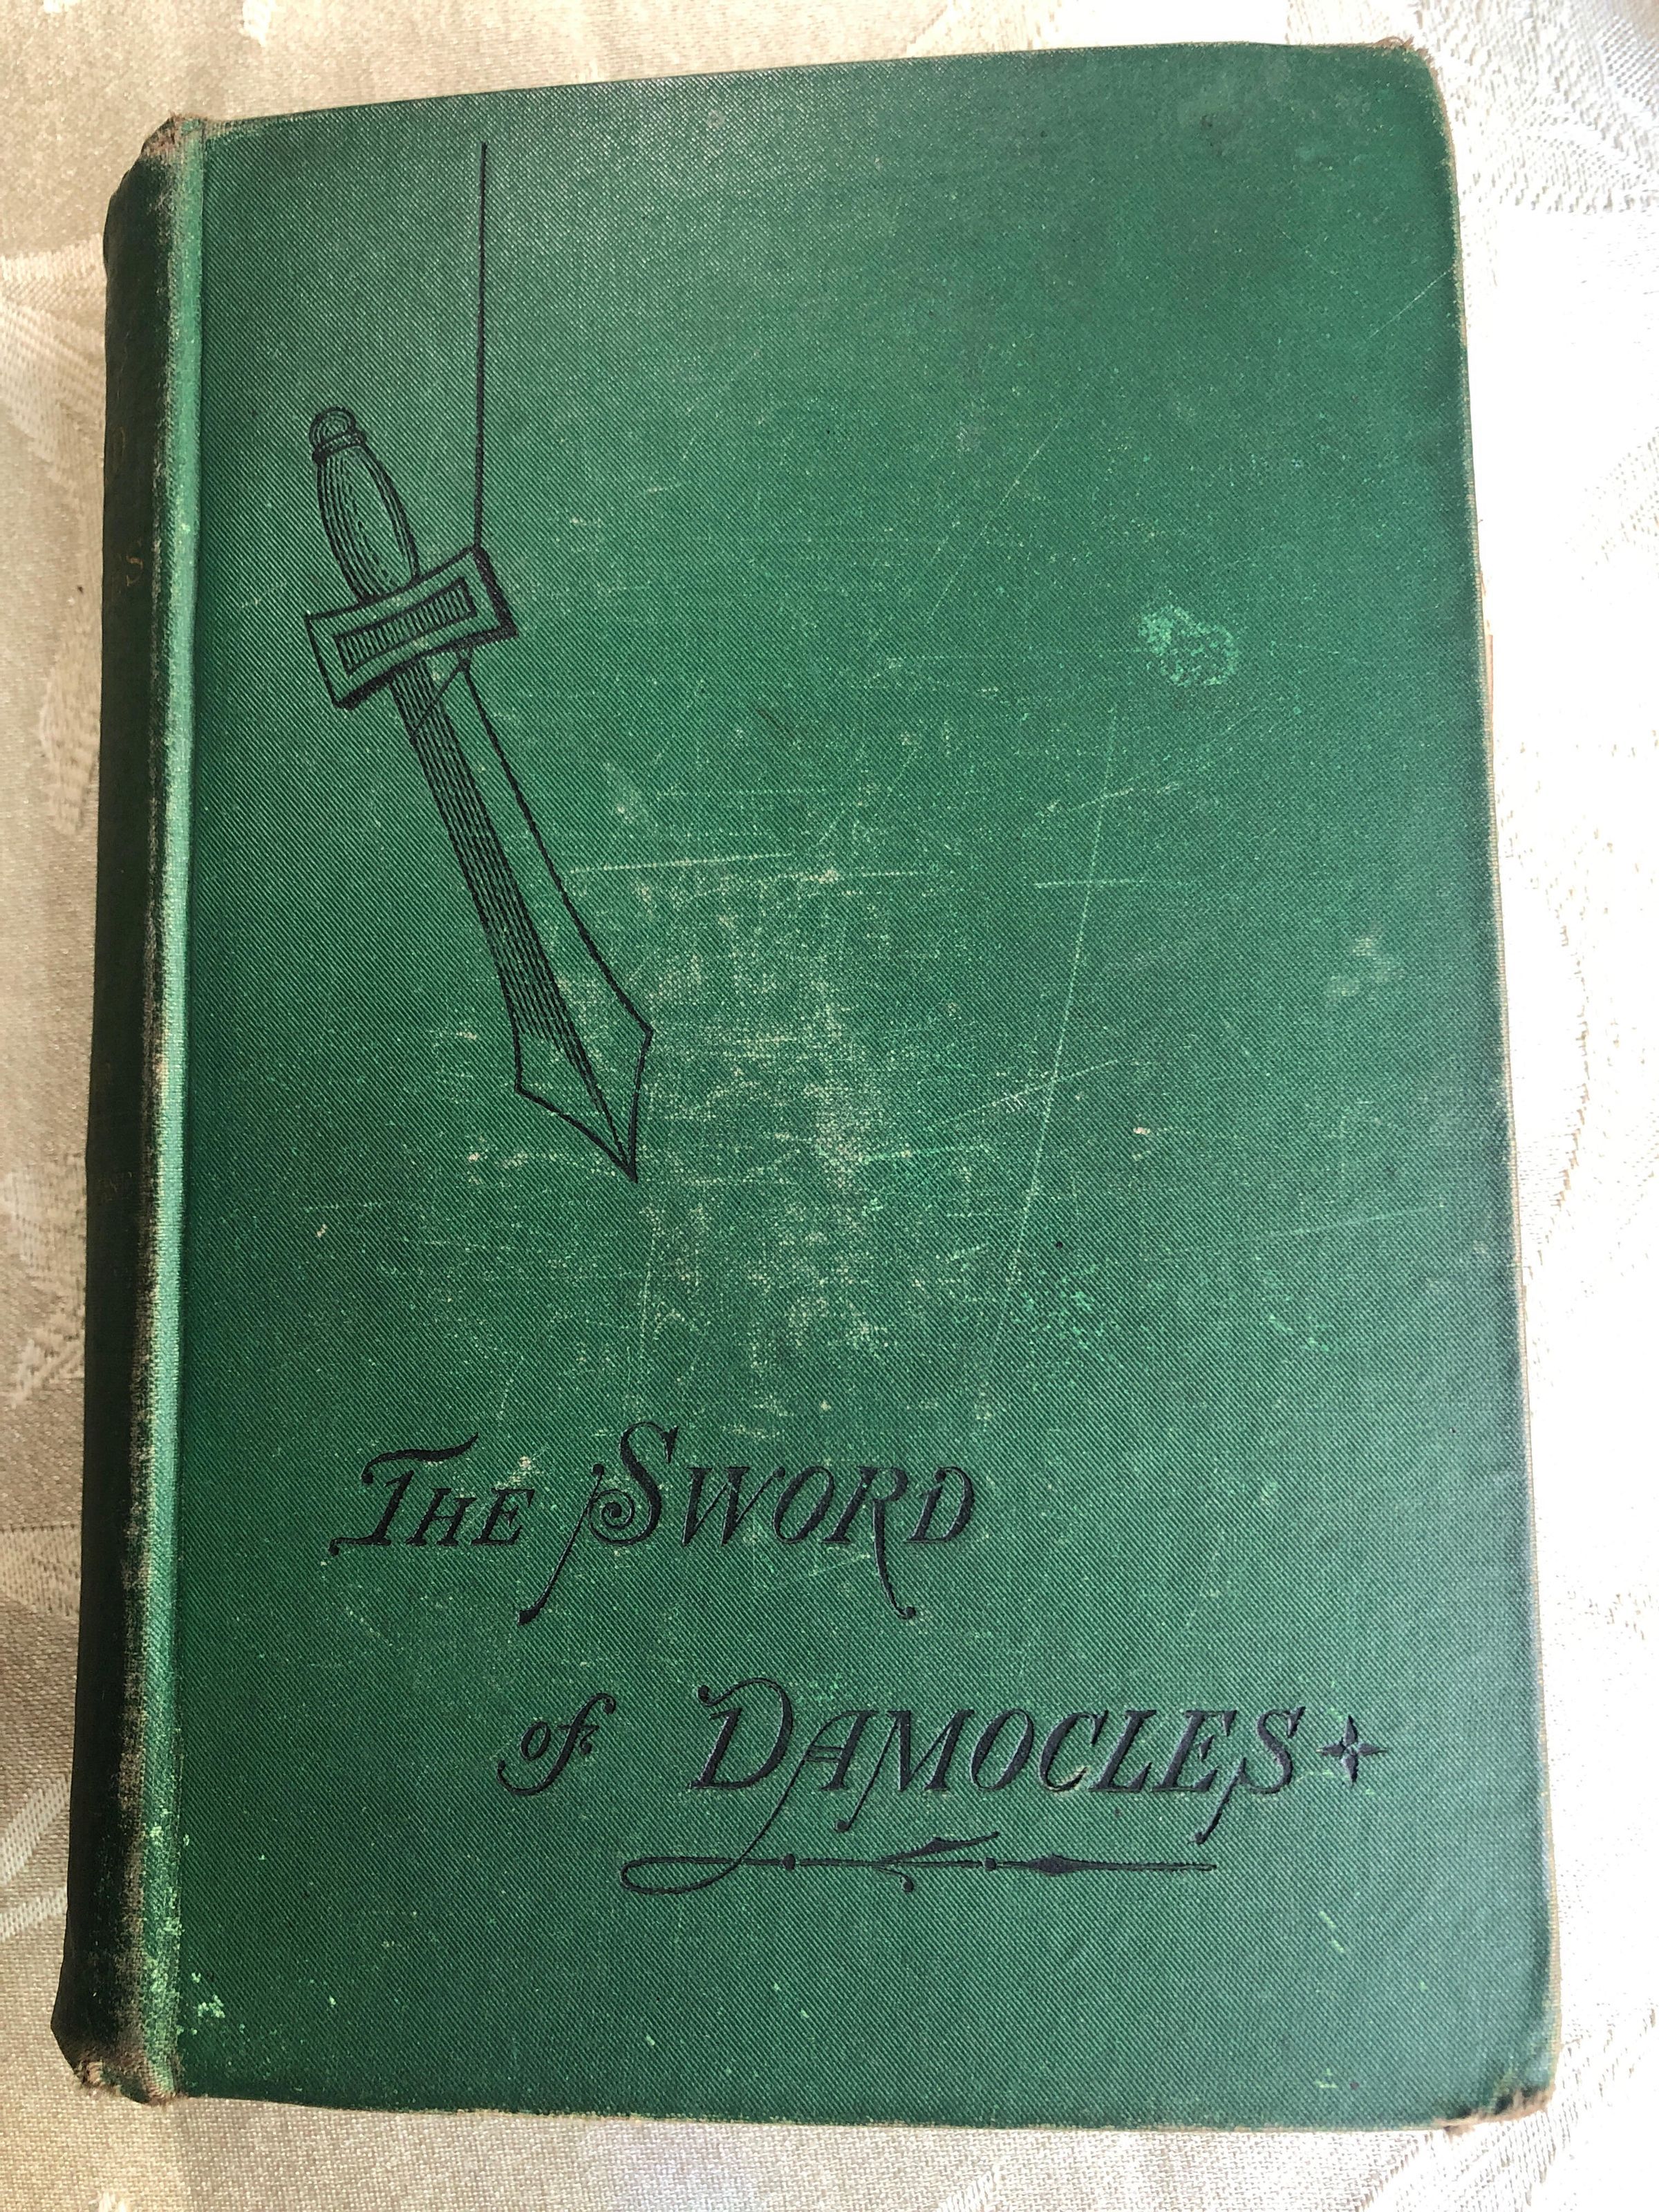 The Sword
of Damocles